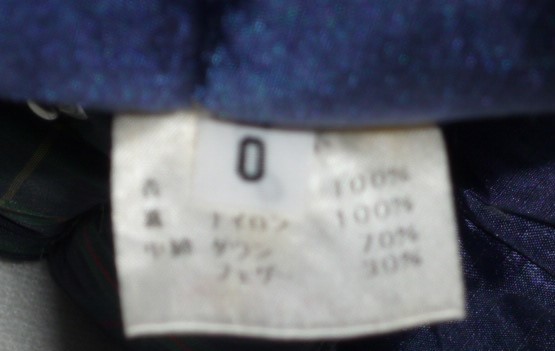 0
表 100%
裏 ナイロン 100%
中綿 ダウン 70%
フェザー 30%